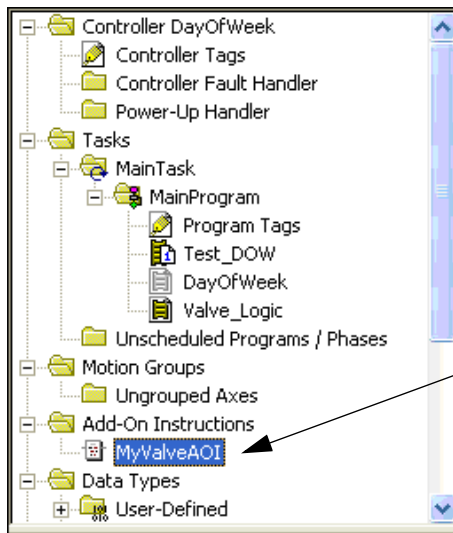 Controller DayOfWeek
Controller Tags
Controller Fault Handler
Power-Up Handler
Tasks
MainTask
MainProgram
Program Tags
Test_DOW
DayOfWeek
Valve_Logic
Unscheduled Programs / Phases
Motion Groups
Ungrouped Axes
Add-On Instructions
MyValveAOI
Data Types
User-Defined